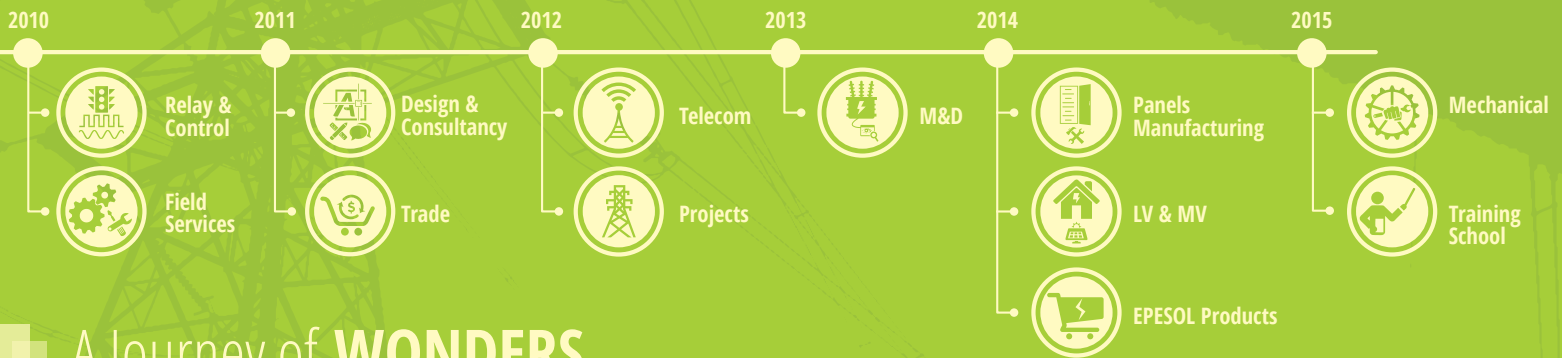 2010
2011
2012
2013
2014
2015
Relay &
Control
Field
Services
Design &
Consultancy
Trade
Telecom
Projects
M&D
Panels
Manufacturing
LV & MV
EPESOL Products
Mechanical
Training
School
A Journey of WONDERS